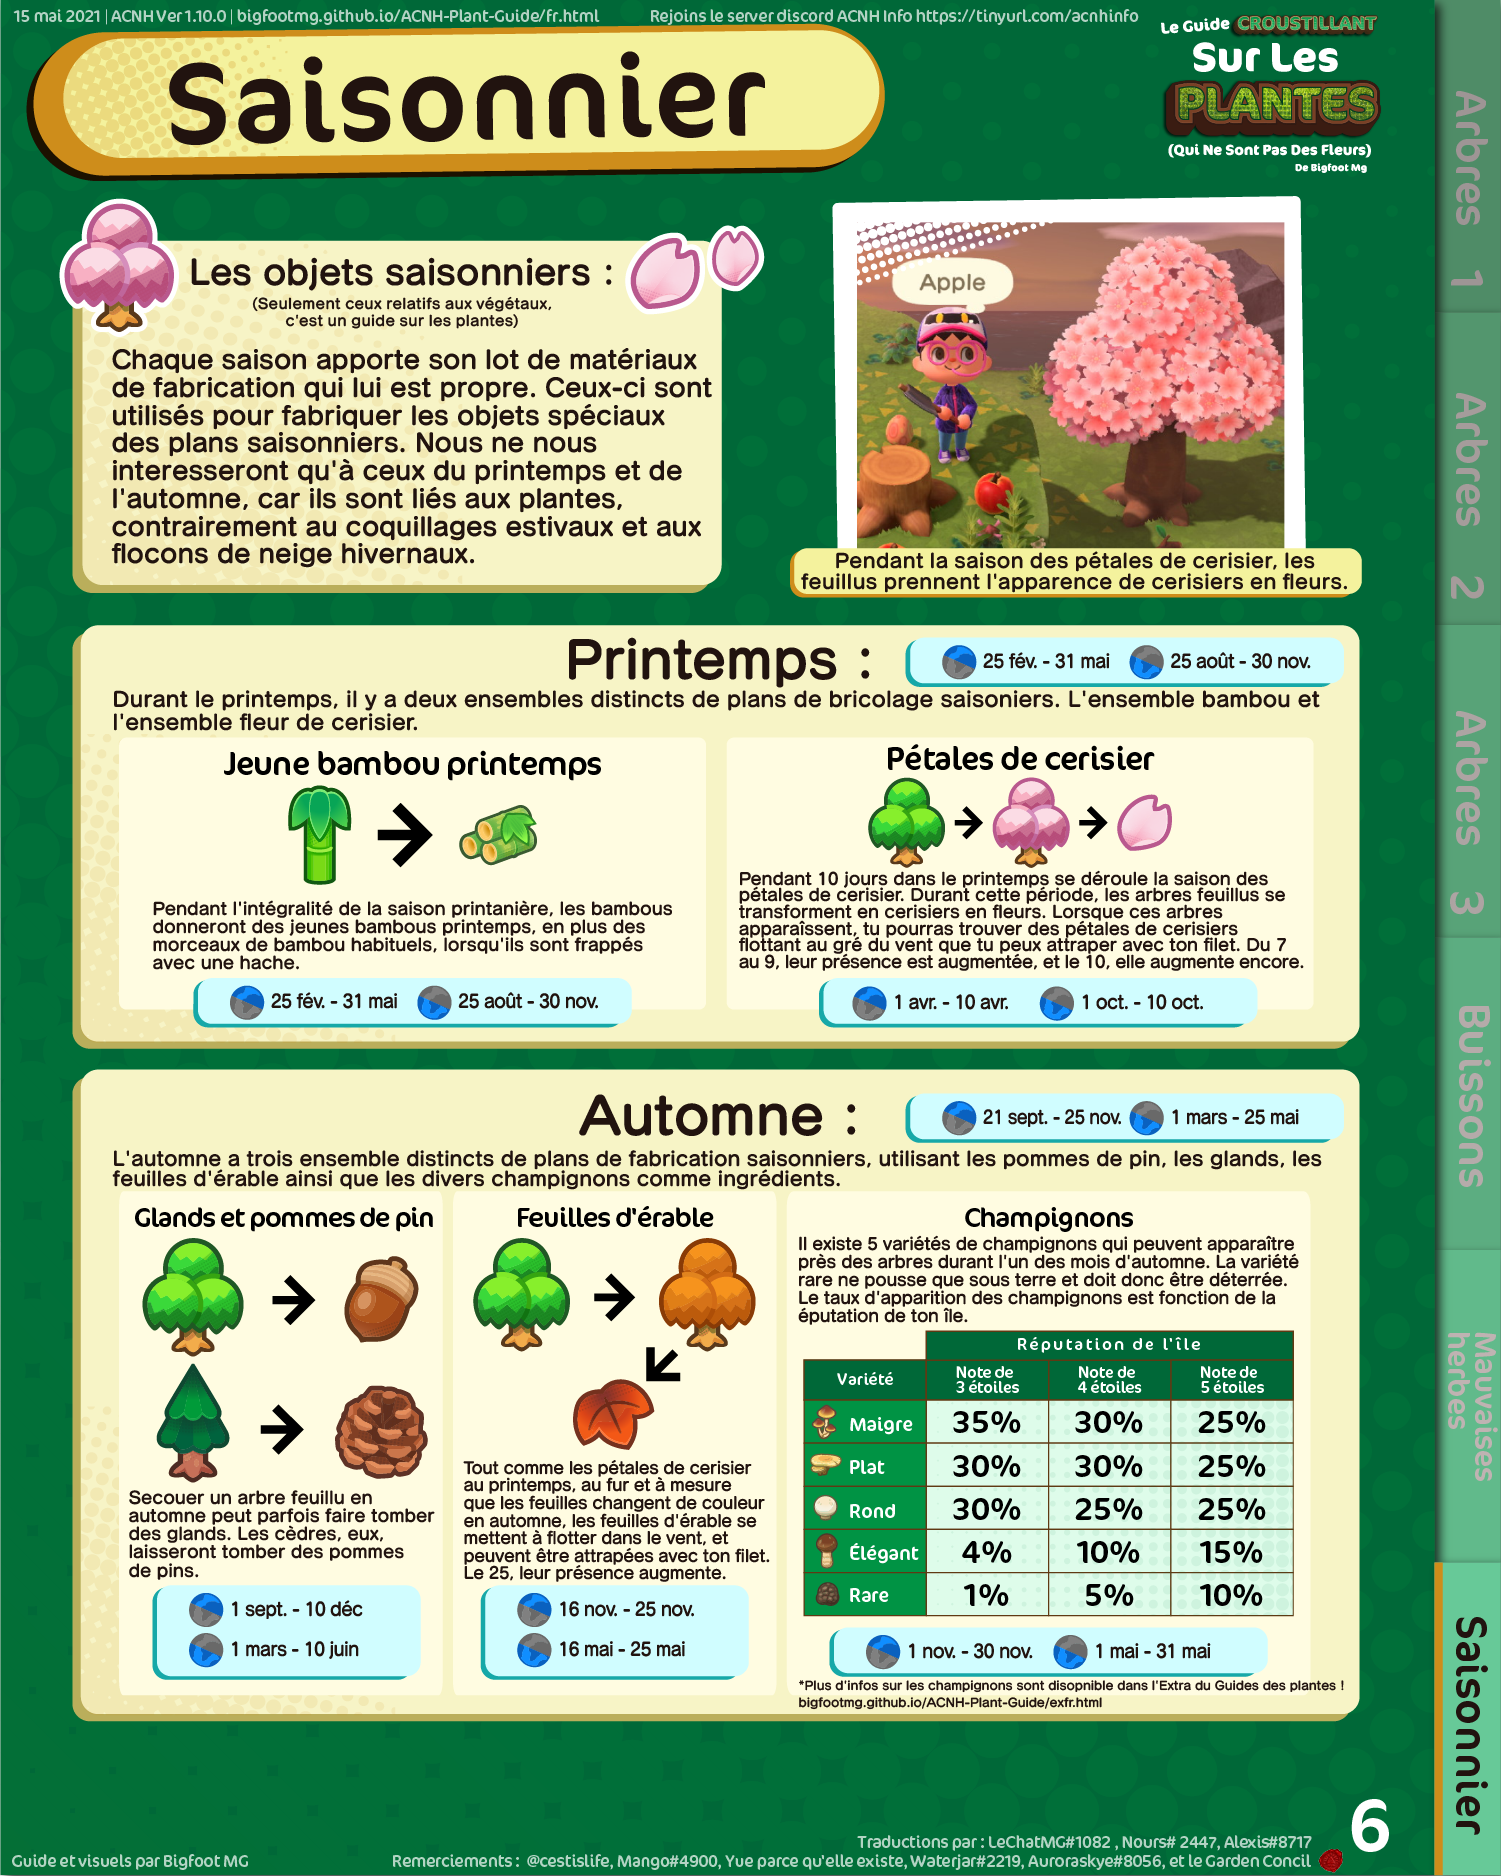 15 mai 2021 | ACNH Ver 1.10.0 | bigfootmg.github.io/ACNH-Plant-Guide/fr.html
Rejoins le server discord ACNH Info https://tinyurl.com/acnhinfo
Le Guide CROUSTILLANT
Sur Les
PLANTES
(Qui Ne Sont Pas Des Fleurs)
De Bigfoot Mg
Saisonnier
Les objets saisonniers :
(Seulement ceux relatifs aux végétaux,
c'est un guide sur les plantes)
Chaque saison apporte son lot de matériaux
de fabrication qui lui est propre. Ceux-ci sont
utilisés pour fabriquer les objets spéciaux
des plans saisonniers. Nous ne nous
interesseront qu'à ceux du printemps et de
l'automne, car ils sont liés aux plantes,
contrairement au coquillages estivaux et aux
flocons de neige hivernaux.
Apple
Pendant la saison des pétales de cerisier, les
feuillus prennent l'apparence de cerisiers en fleurs.
Printemps :
25 fév. - 31 mai
25 août - 30 nov.
Durant le printemps, il y a deux ensembles distincts de plans de bricolage saisoniers. L'ensemble bambou et
l'ensemble fleur de cerisier.
Jeune bambou printemps
Pendant l'intégralité de la saison printanière, les bambous
donneront des jeunes bambous printemps, en plus des
morceaux de bambou habituels, lorsqu'ils sont frappés
avec une hache.
25 fév. - 31 mai
25 août - 30 nov.
Pétales de cerisier
Pendant 10 jours dans le printemps se déroule la saison des
pétales de cerisier. Durant cette période, les arbres feuillus se
transforment en cerisiers en fleurs. Lorsque ces arbres
apparaîssent, tu pourras trouver des pétales de cerisiers
flottant au gré du vent que tu peux attraper avec ton filet. Du 7
au 9, leur présence est augmentée, et le 10, elle augmente encore.
1 avr. - 10 avr.
1 oct. - 10 oct.
Automne :
21 sept. - 25 nov.
1 mars - 25 mai
L'automne a trois ensemble distincts de plans de fabrication saisonniers, utilisant les pommes de pin, les glands, les
feuilles d'érable ainsi que les divers champignons comme ingrédients.
Glands et pommes de pin
Secouer un arbre feuillu en
automne peut parfois faire tomber
des glands. Les cèdres, eux,
laisseront tomber des pommes
de pins.
1 sept. - 10 déc
1 mars - 10 juin
Feuilles d'érable
Tout comme les pétales de cerisier
au printemps, au fur et à mesure
que les feuilles changent de couleur
en automne, les feuilles d'érable se
mettent à flotter dans le vent, et
peuvent être attrapées avec ton filet.
Le 25, leur présence augmente.
16 nov. - 25 nov.
16 mai - 25 mai
Champignons
Il existe 5 variétés de champignons qui peuvent apparaître
près des arbres durant l'un des mois d'automne. La variété
rare ne pousse que sous terre et doit donc être déterrée.
Le taux d'apparition des champignons est fonction de la
éputation de ton île.
Réputation de l'île
Variété
Note de
3 étoiles
Note de
4 étoiles
Note de
5 étoiles
Maigre 35% 30% 25%
Plat 30% 30% 25%
Rond 30% 25% 25%
Élégant 4% 10% 15%
Rare 1% 5% 10%
1 nov. - 30 nov.
1 mai - 31 mai
*Plus d'infos sur les champignons sont disopnible dans l'Extra du Guides des plantes !
bigfootmg.github.io/ACNH-Plant-Guide/exfr.html
Arbres 1
Arbres 2
Arbres 3
Buissons
Mauvaises
herbes
Saisonnier
6
Traductions par : LeChatMG#1082 , Nours# 2447, Alexis#8717
Guide et visuels par Bigfoot MG
Remerciements : @cestislife, Mango#4900, Yue parce qu'elle existe, Waterjar#2219, Auroraskye#8056, et le Garden Concil